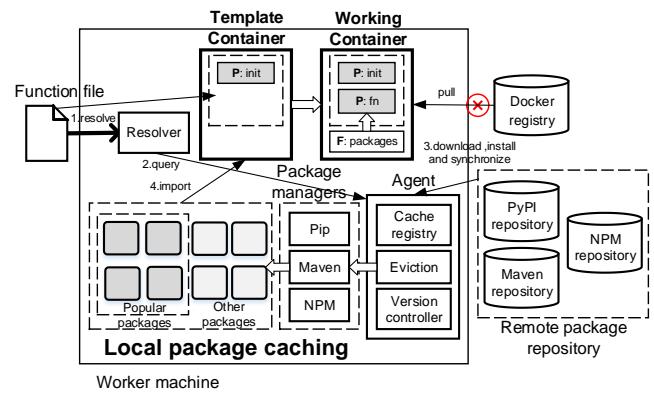 Template
Container
Working
Container
Function file
P: init
P: init
P: fn
F: packages
pull
Docker
registry
1.resolve
Resolver
2.query
3.download ,install
and synchronize
4.import
Package
managers
Agent
Pip
Maven
NPM
Cache
registry
Eviction
Version
controller
PyPI
repository
NPM
repository
Maven
repository
Popular
packages
Other
packages
Remote package
repository
Local package caching
Worker machine